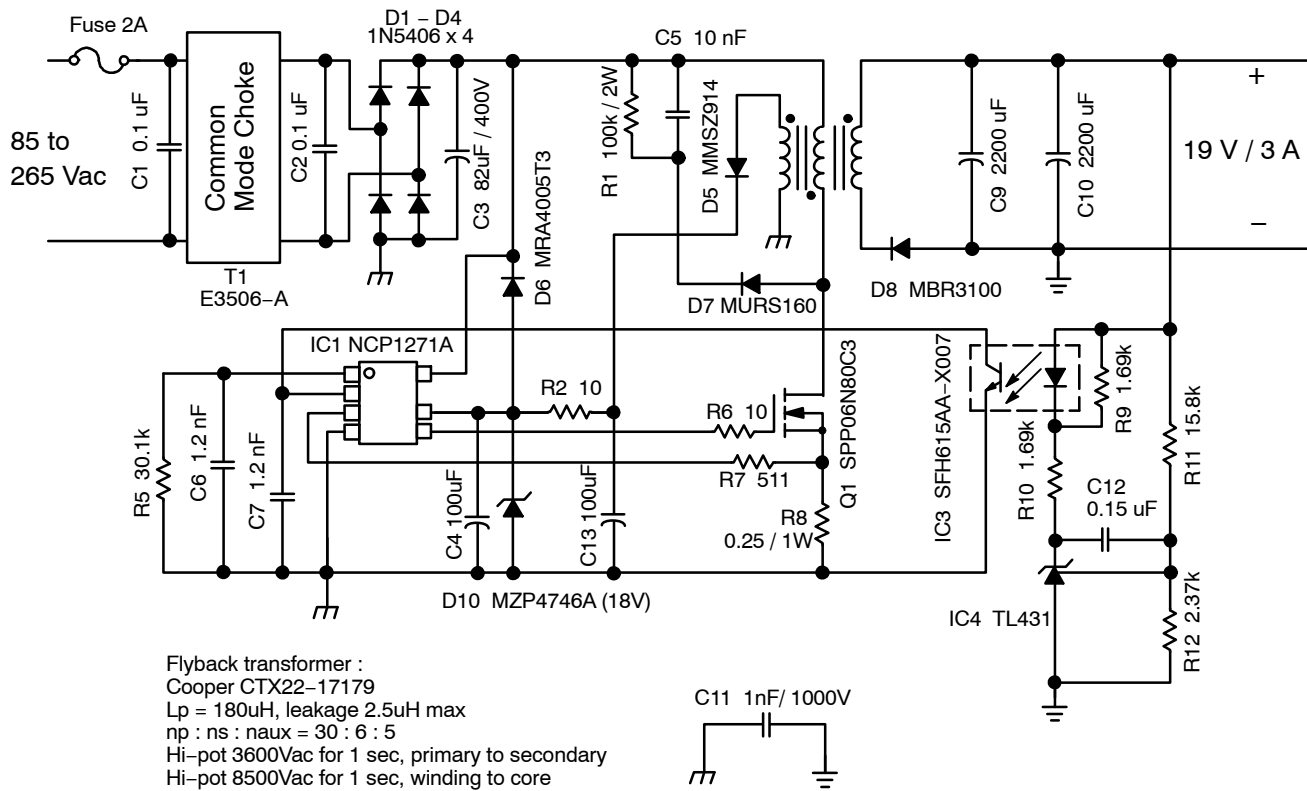 Fuse 2A
D1 – D4
1N5406 x 4
C5 10 nF
85 to
265 Vac
C1 0.1 uF
Common
Mode Choke
T1
E3506–A
C2 0.1 uF
C3 82uF / 400V
D6 MRA4005T3
R1 100k / 2W
D5 MMSZ914
D7 MURS160
D8 MBR3100
C9 2200 uF
C10 2200 uF
+
19 V / 3 A
–
IC1 NCP1271A
R2 10
R6 10
R7 511
Q1 SPP06N80C3
R8
0.25 / 1W
IC3 SFH615AA–X007
R9 1.69k
R10 1.69k
R11 15.8k
C12
0.15 uF
IC4 TL431
R12 2.37k
R5 30.1k
C6 1.2 nF
C7 1.2 nF
C4 100uF
C13 100uF
D10 MZP4746A (18V)
Flyback transformer :
Cooper CTX22–17179
Lp = 180uH, leakage 2.5uH max
np : ns : naux = 30 : 6 : 5
Hi–pot 3600Vac for 1 sec, primary to secondary
Hi–pot 8500Vac for 1 sec, winding to core
C11 1nF/ 1000V